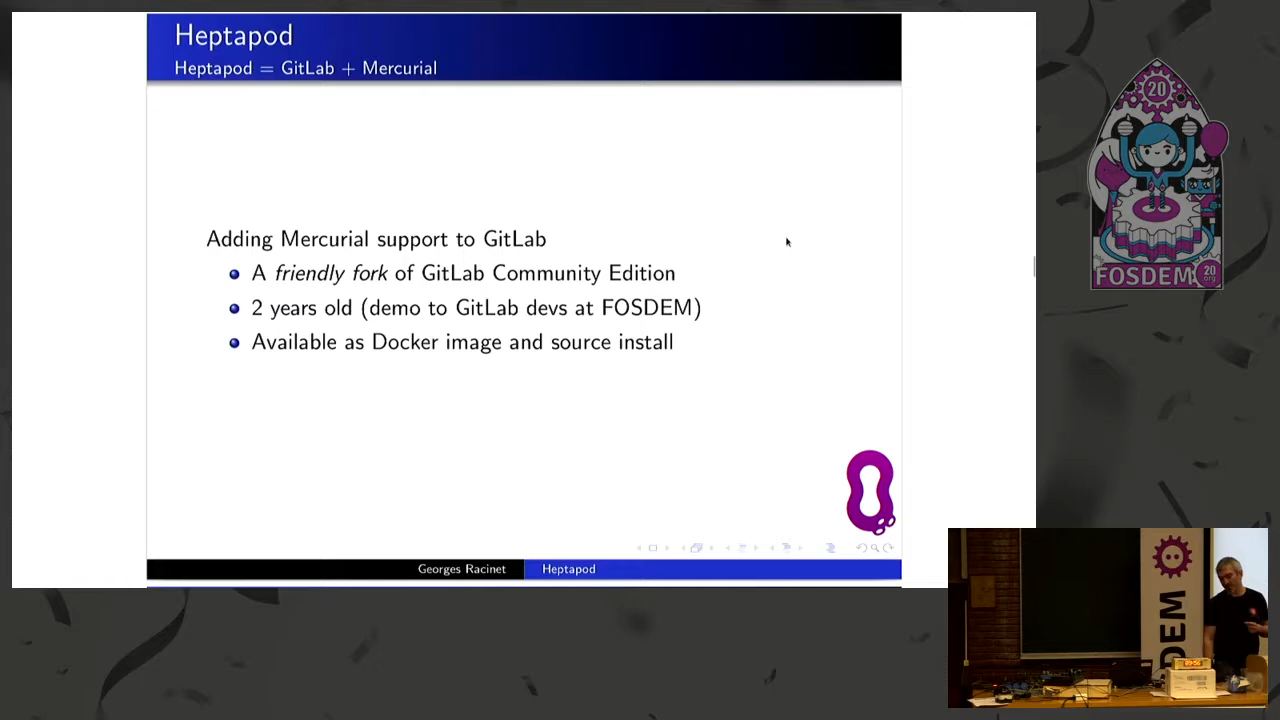 Heptapod
Heptapod = GitLab + Mercurial
Adding Mercurial support to GitLab
A friendly fork of GitLab Community Edition
2 years old (demo to GitLab devs at FOSDEM)
Available as Docker image and source install
Georges Racinet
Heptapod
20
FOSDEM
20
.org
DEM